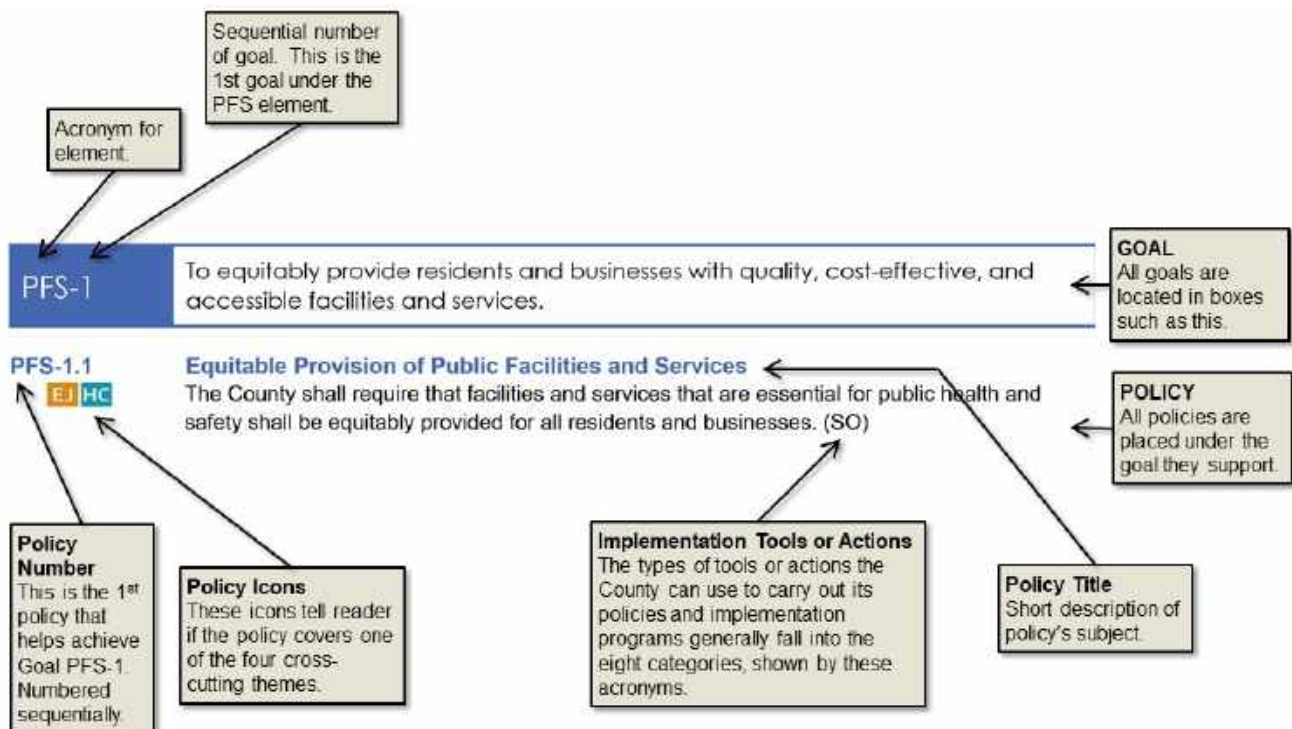 Sequential number
of goal. This is the
1st goal under the
PFS element.
Acronym for
element.
PFS-1
To equitably provide residents and businesses with quality, cost-effective, and
accessible facilities and services.
GOAL
All goals are
located in boxes
such as this.
PFS-1.1
Equitable Provision of Public Facilities and Services
EJ HC
The County shall require that facilities and services that are essential for public health and
safety shall be equitably provided for all residents and businesses. (SO)
POLICY
All policies are
placed under the
goal they support.
Policy
Number
This is the 1st
policy that
helps achieve
Goal PFS-1.
Numbered
sequentially.
Policy Icons
These icons tell reader
if the policy covers one
of the four cross-
cutting themes.
Implementation Tools or Actions
The types of tools or actions the
County can use to carry out its
policies and implementation
programs generally fall into the
eight categories, shown by these
acronyms.
Policy Title
Short description of
policy's subject.